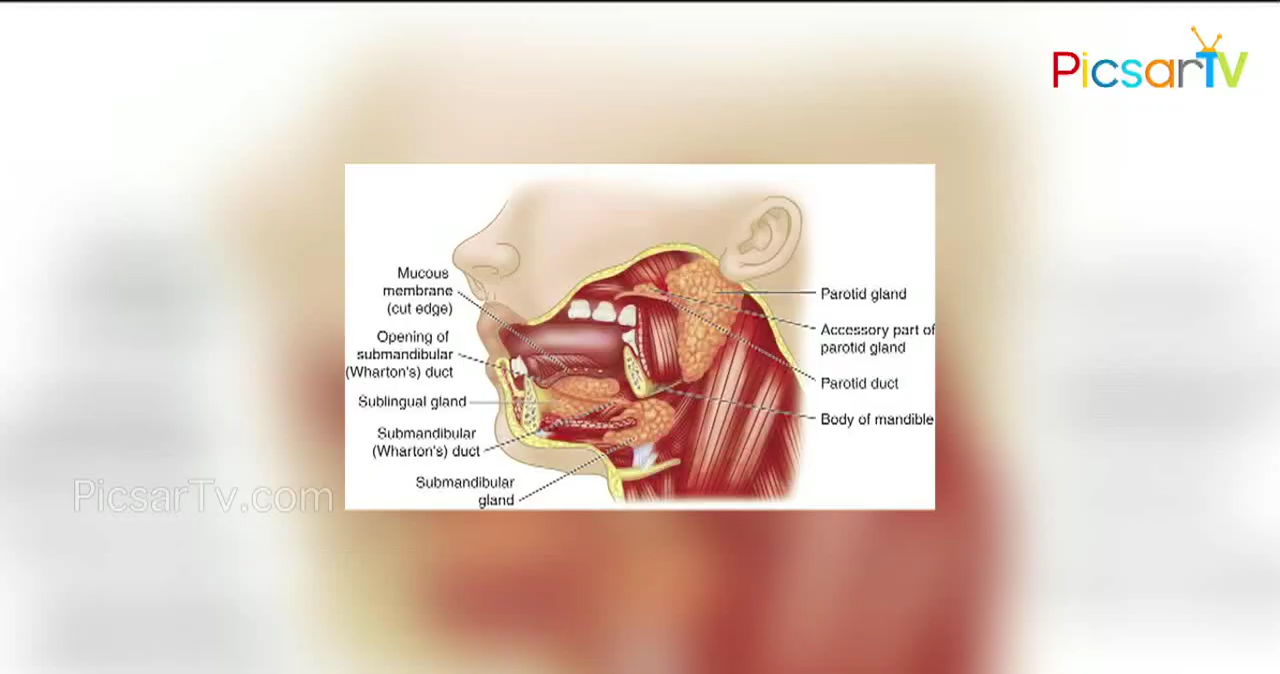 PicsarTV
Mucous
membrane
(cut edge)
Opening of
submandibular
(Wharton's) duct
Sublingual gland
Submandibular
(Wharton's) duct
Submandibular
gland
Parotid gland
Accessory part of
parotid gland
Parotid duct
Body of mandible
PicsarTv.com